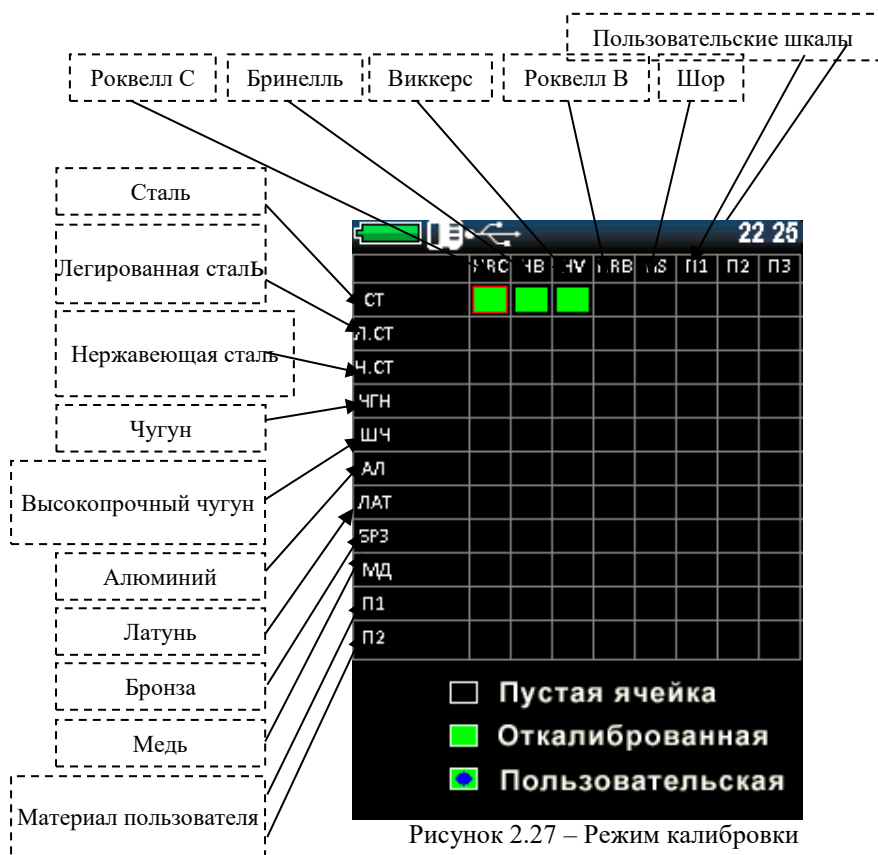 Пользовательские шкалы
Роквелл С Бринелль Виккерс Роквелл В Шор
Сталь
Легированная сталь
Нержавеющая сталь
Чугун
Высокопрочный чугун
Алюминий
Латунь
Бронза
Медь
Материал пользователя
22 25
П1 П2 П3
СТ
Л.СТ
Н.СТ
ЧГН
ШЧ
АЛ
ЛАТ
БРЗ
МД
П1
П2
Пустая ячейка
Откалиброванная
Пользовательская
Рисунок 2.27 – Режим калибровки